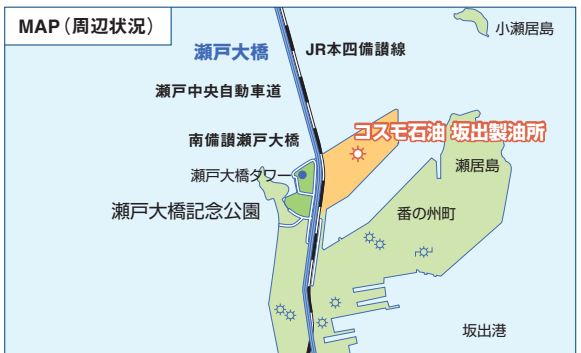 MAP（周辺状況）
小瀬居島
瀬戸大橋
JR本四備讃線
瀬戸中央自動車道
コスモ石油 坂出製油所
南備讃瀬戸大橋
瀬居島
瀬戸大橋タワー
瀬戸大橋記念公園
番の州町
坂出港